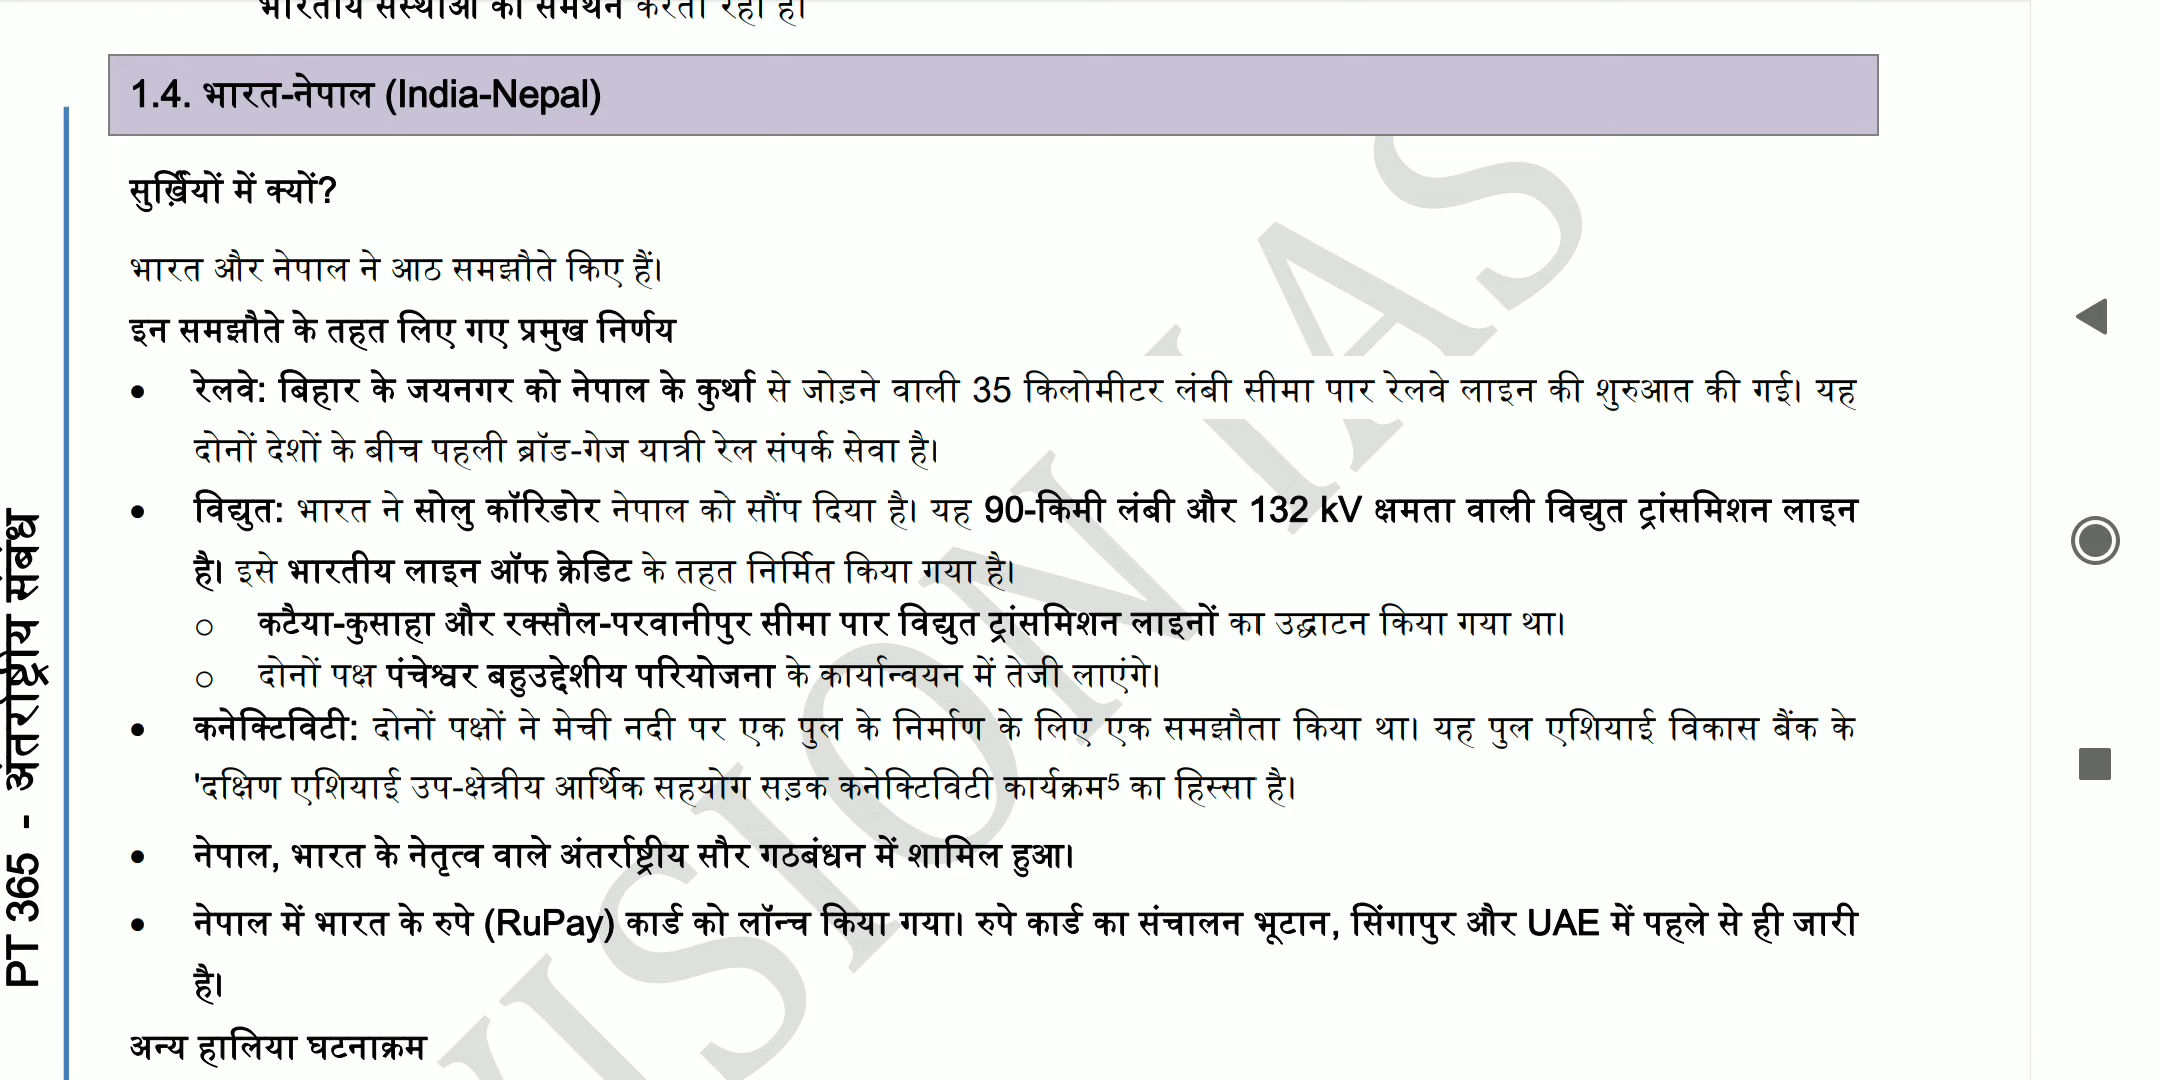 भारतीय संस्थाओं का समर्थन करता रहा है।
1.4. भारत-नेपाल (India-Nepal)
सुर्ख़ियों में क्यों?
भारत और नेपाल ने आठ समझौते किए हैं।
इन समझौते के तहत लिए गए प्रमुख निर्णय
• रेलवे: बिहार के जयनगर को नेपाल के कुर्था से जोड़ने वाली 35 किलोमीटर लंबी सीमा पार रेलवे लाइन की शुरुआत की गई। यह
दोनों देशों के बीच पहली ब्रॉड-गेज यात्री रेल संपर्क सेवा है।
• विद्युत: भारत ने सोलु कॉरिडोर नेपाल को सौंप दिया है। यह 90-किमी लंबी और 132 kV क्षमता वाली विद्युत ट्रांसमिशन लाइन
है। इसे भारतीय लाइन ऑफ क्रेडिट के तहत निर्मित किया गया है।
○ कटैया-कुसाहा और रक्सौल-परवानीपुर सीमा पार विद्युत ट्रांसमिशन लाइनों का उद्घाटन किया गया था।
○ दोनों पक्ष पंचेश्वर बहुउद्देशीय परियोजना के कार्यान्वयन में तेजी लाएंगे।
• कनेक्टिविटी: दोनों पक्षों ने मेची नदी पर एक पुल के निर्माण के लिए एक समझौता किया था। यह पुल एशियाई विकास बैंक के
'दक्षिण एशियाई उप-क्षेत्रीय आर्थिक सहयोग सड़क कनेक्टिविटी कार्यक्रम⁵ का हिस्सा है।
• नेपाल, भारत के नेतृत्व वाले अंतर्राष्ट्रीय सौर गठबंधन में शामिल हुआ।
• नेपाल में भारत के रुपे (RuPay) कार्ड को लॉन्च किया गया। रुपे कार्ड का संचालन भूटान, सिंगापुर और UAE में पहले से ही जारी
है।
अन्य हालिया घटनाक्रम
PT 365 - अंतर्राष्ट्रीय संबंध
VISION IAS